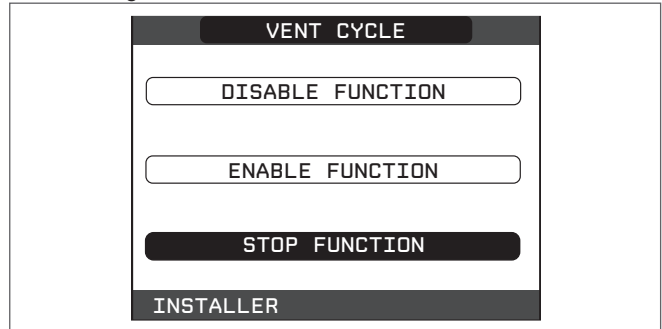 VENT CYCLE
DISABLE FUNCTION
ENABLE FUNCTION
STOP FUNCTION
INSTALLER